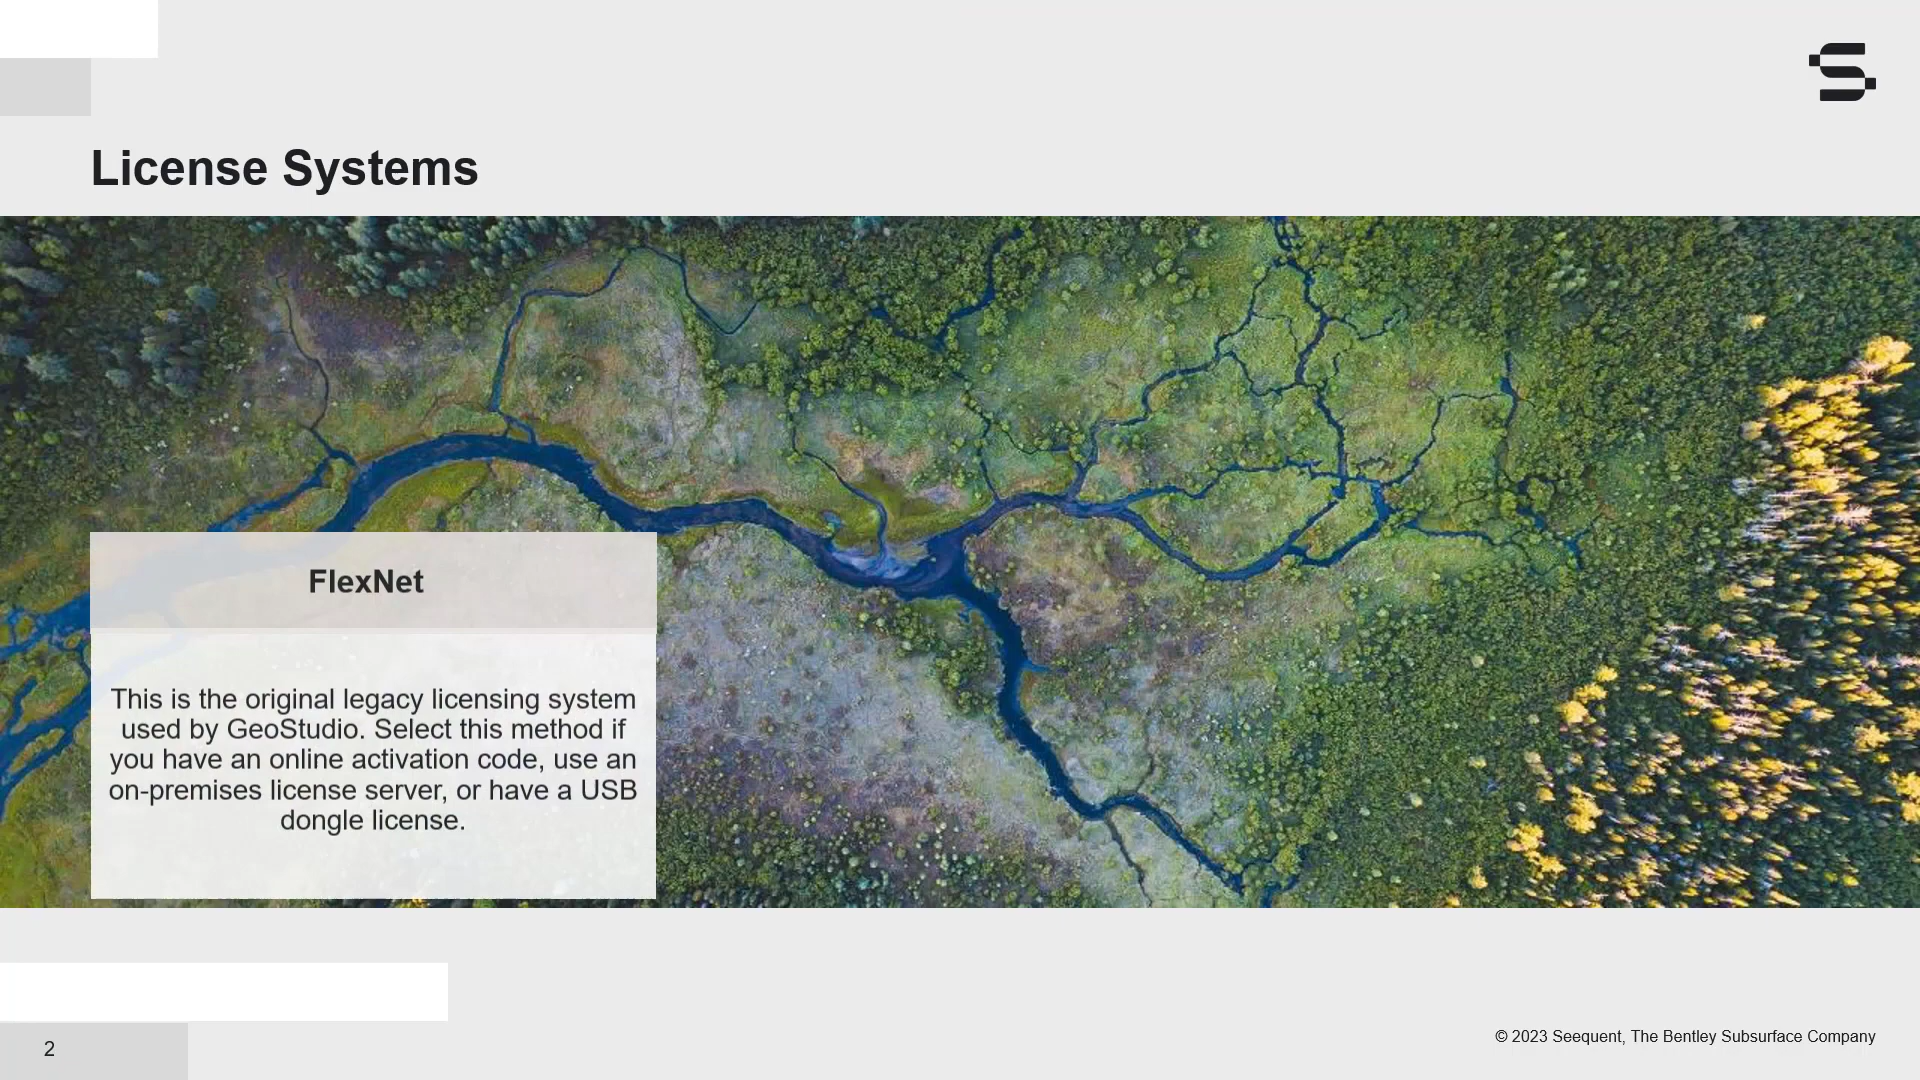 License Systems
FlexNet
This is the original legacy licensing system
used by GeoStudio. Select this method if
you have an online activation code, use an
on-premises license server, or have a USB
dongle license.
2
© 2023 Seequent, The Bentley Subsurface Company